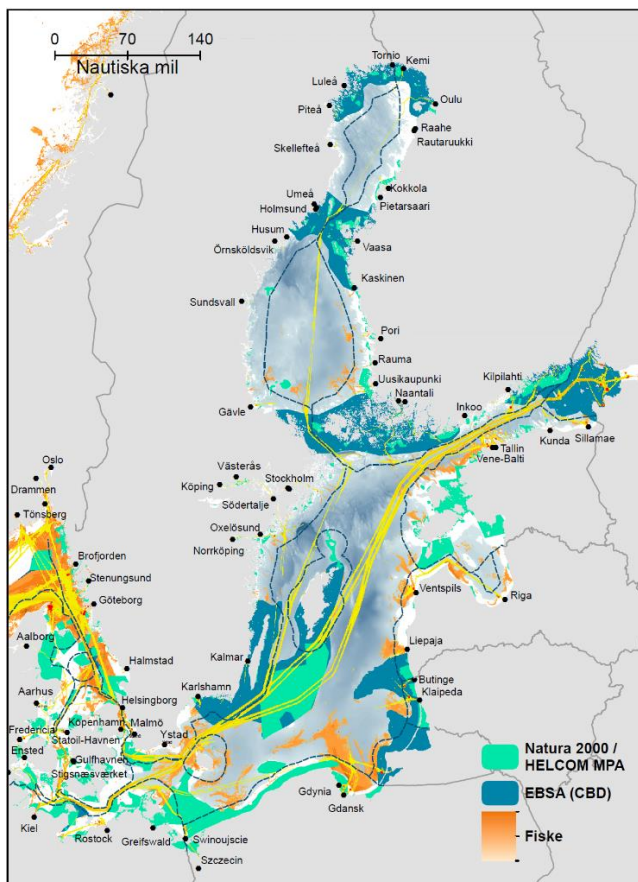 0 70 140
Nautiska mil
Tornio
Kemi
Luleå
Oulu
Piteå
Raahe
Rautaruukki
Skellefteå
Kokkola
Pietarsaari
Umeå
Holmsund
Husum
Vaasa
Örnsköldsvik
Kaskinen
Sundsvall
Pori
Rauma
Uusikaupunki
Kilpilahti
Naantali
Gävle
Inkoo
Kunda
Sillamae
Tallin
Vene-Balti
Oslo
Västerås
Stockholm
Drammen
Köping
Södertalje
Tönsberg
Oxelösund
Norrköping
Brofjorden
Stenungsund
Ventspils
Riga
Göteborg
Aalborg
Liepaja
Kalmar
Halmstad
Butinge
Karlshamn
Klaipeda
Aarhus
Helsingborg
Fredericia
Köpenhamn
Malmö
Statoil-Havnen
Ystad
Ensted
Gulfhavnen
Stigsnæsværket
Natura 2000 /
HELCOM MPA
EBSA (CBD)
Gdynia
Gdansk
Fiske
Kiel
Rostock
Greifswald
Swinoujscie
Szczecin